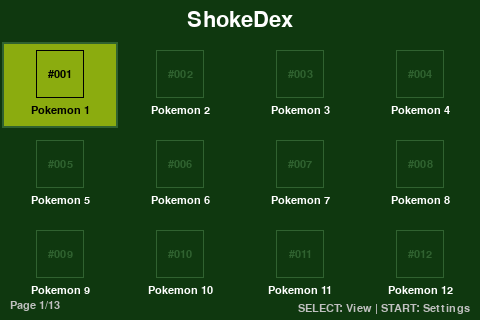 ShokeDex
#001 #002 #003 #004
Pokemon 1 Pokemon 2 Pokemon 3 Pokemon 4
#005 #006 #007 #008
Pokemon 5 Pokemon 6 Pokemon 7 Pokemon 8
#009 #010 #011 #012
Pokemon 9 Pokemon 10 Pokemon 11 Pokemon 12
Page 1/13 SELECT: View | START: Settings